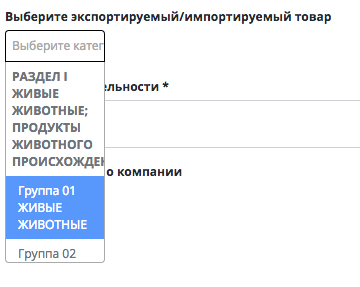 Выберите экспортируемый/импортируемый товар
Выберите катег
РАЗДЕЛ I
ЖИВЫЕ
ЖИВОТНЫЕ;
ПРОДУКТЫ
ЖИВОТНОГО
ПРОИСХОЖДЕН
ельности *
о компании
Группа 01
ЖИВЫЕ
ЖИВОТНЫЕ
Группа 02